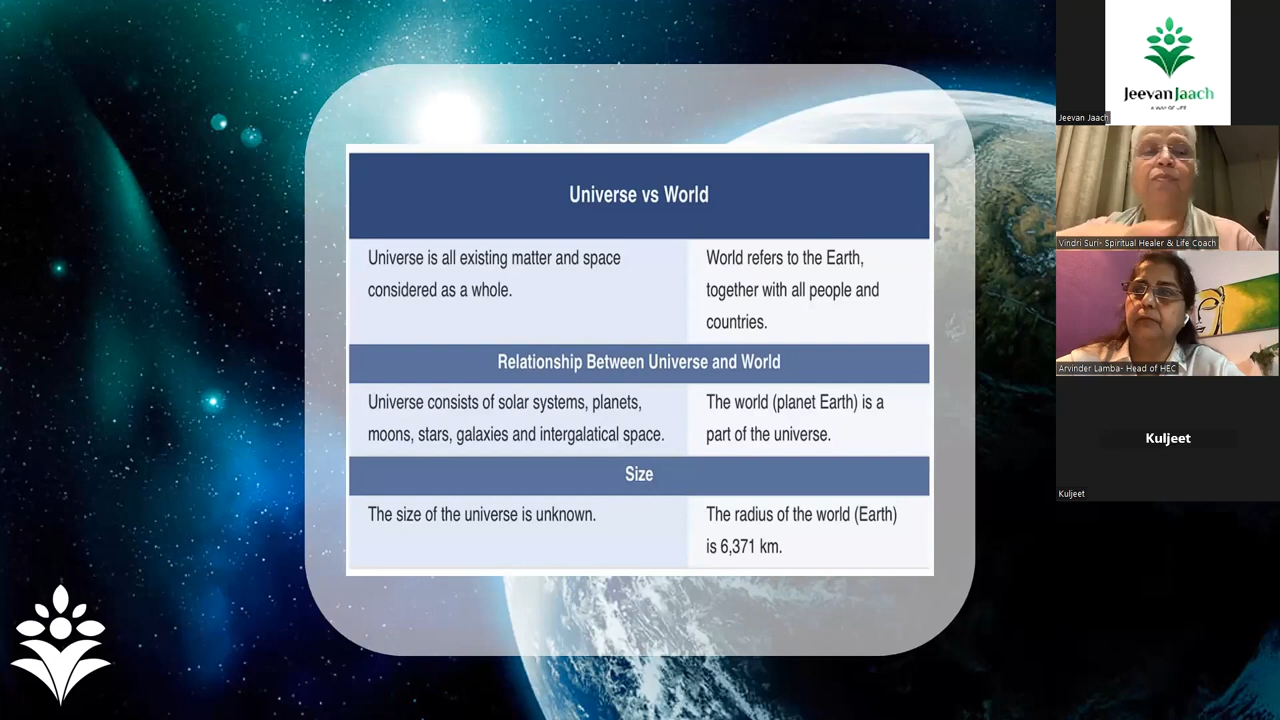 Universe vs World
Universe is all existing matter and space
considered as a whole.
World refers to the Earth,
together with all people and
countries.
Relationship Between Universe and World
Universe consists of solar systems, planets,
moons, stars, galaxies and intergalatical space.
The world (planet Earth) is a
part of the universe.
Size
The size of the universe is unknown.
The radius of the world (Earth)
is 6,371 km.
JeevanJaach
A WAY OF LIFE
Jeevan Jaach
Vindri Suri- Spiritual Healer & Life Coach
Arvinder Lamba- Head of HEC
Kuljeet
Kuljeet